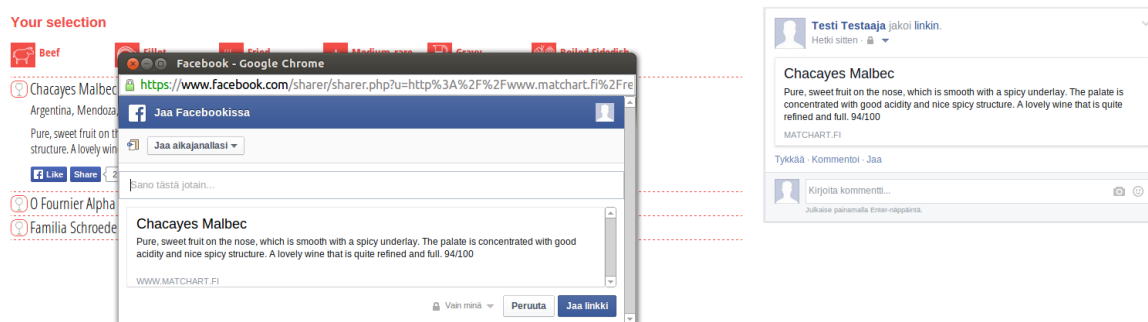 Your selection
Beef
Fillet
Fried
Medium-rare
Gravy
Boiled Sidedish
Chacayes Malbec
Argentina, Mendoza,
Pure, sweet fruit on th
structure. A lovely win
Like Share 2
O Fournier Alpha
Familia Schroede
Facebook - Google Chrome
https://www.facebook.com/sharer/sharer.php?u=http%3A%2F%2Fwww.matchart.fi%2Fre
Jaa Facebookissa
Jaa aikajanallasi
Sano tästä jotain...
Chacayes Malbec
Pure, sweet fruit on the nose, which is smooth with a spicy underlay. The palate is concentrated with good
acidity and nice spicy structure. A lovely wine that is quite refined and full. 94/100
WWW.MATCHART.FI
Vain minä Peruuta Jaa linkki
Testi Testaaja jakoi linkin.
Hetki sitten ·
Chacayes Malbec
Pure, sweet fruit on the nose, which is smooth with a spicy underlay. The palate is
concentrated with good acidity and nice spicy structure. A lovely wine that is quite
refined and full. 94/100
MATCHART.FI
Tykkää · Kommentoi · Jaa
Kirjoita kommentti...
Julkaise painamalla Enter-näppäintä.